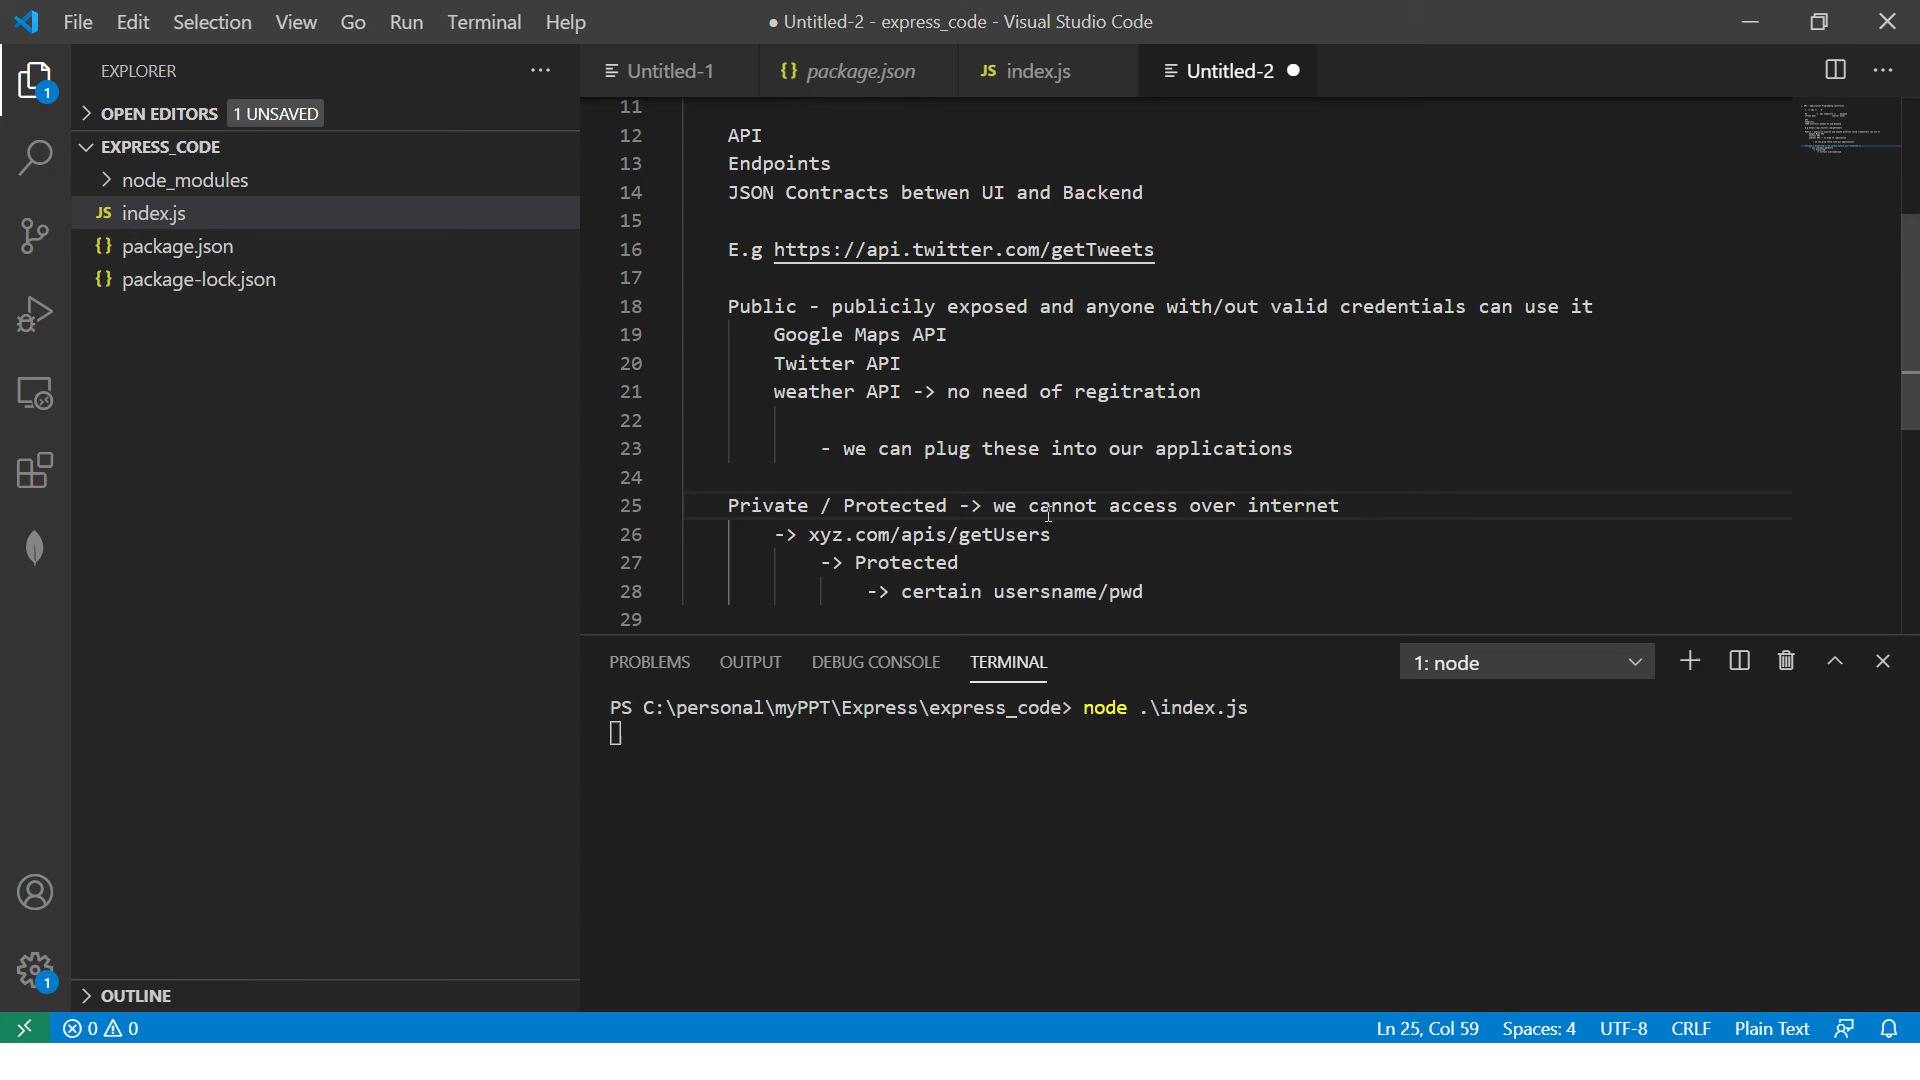 File Edit Selection View Go Run Terminal Help
● Untitled-2 - express_code - Visual Studio Code
EXPLORER
OPEN EDITORS 1 UNSAVED
EXPRESS_CODE
node_modules
JS index.js
{} package.json
{} package-lock.json
OUTLINE
1
1
Untitled-1 {} package.json JS index.js Untitled-2 ●
11
12 API
13 Endpoints
14 JSON Contracts betwen UI and Backend
15
16 E.g https://api.twitter.com/getTweets
17
18 Public - publicily exposed and anyone with/out valid credentials can use it
19 Google Maps API
20 Twitter API
21 weather API -> no need of regitration
22
23 - we can plug these into our applications
24
25 Private / Protected -> we cannot access over internet
26 -> xyz.com/apis/getUsers
27 -> Protected
28 -> certain usersname/pwd
29
PROBLEMS OUTPUT DEBUG CONSOLE TERMINAL 1: node
PS C:\personal\myPPT\Express\express_code> node .\index.js
0 0 Ln 25, Col 59 Spaces: 4 UTF-8 CRLF Plain Text